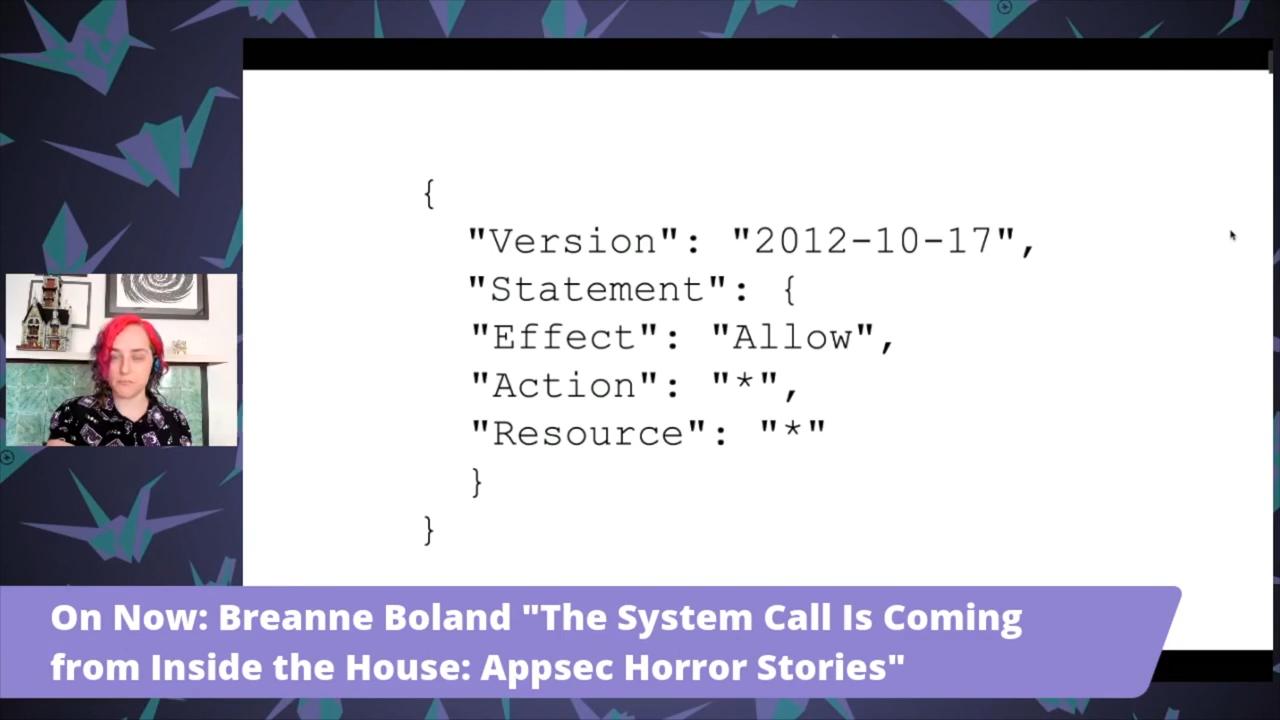 {
"Version": "2012-10-17",
"Statement": {
"Effect": "Allow",
"Action": "*",
"Resource": "*"
}
}
On Now: Breanne Boland "The System Call Is Coming
from Inside the House: Appsec Horror Stories"